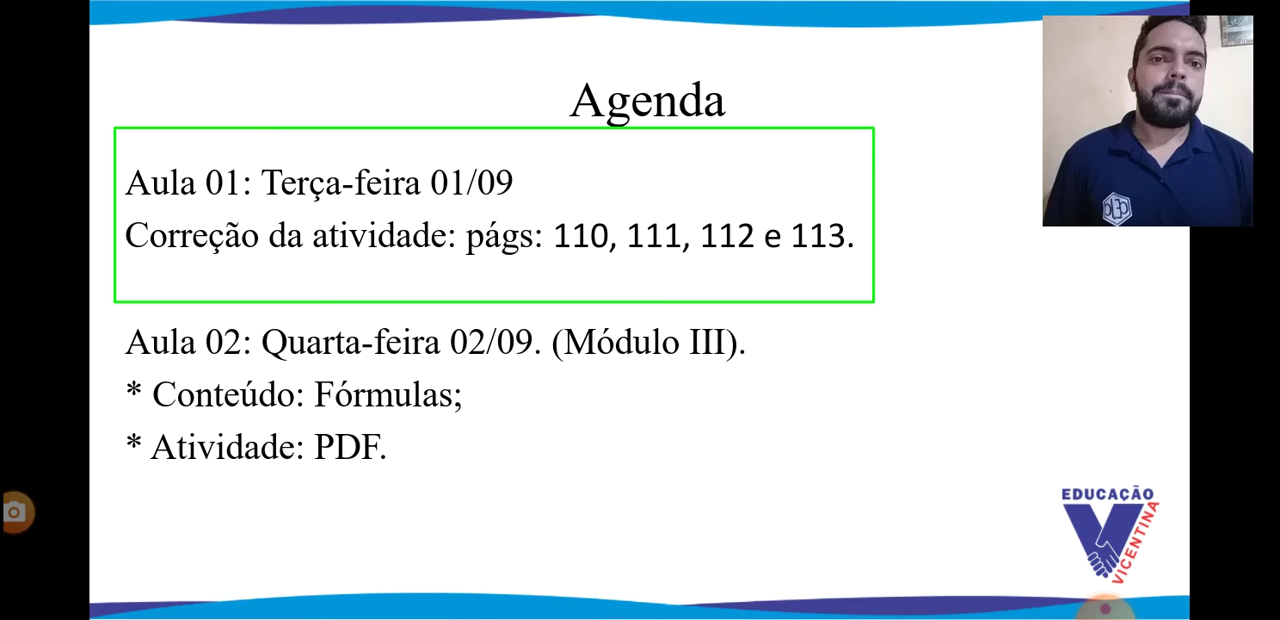 Agenda
Aula 01: Terça-feira 01/09
Correção da atividade: págs: 110, 111, 112 e 113.
Aula 02: Quarta-feira 02/09. (Módulo III).
* Conteúdo: Fórmulas;
* Atividade: PDF.
EDUCAÇÃO
VICENTINA